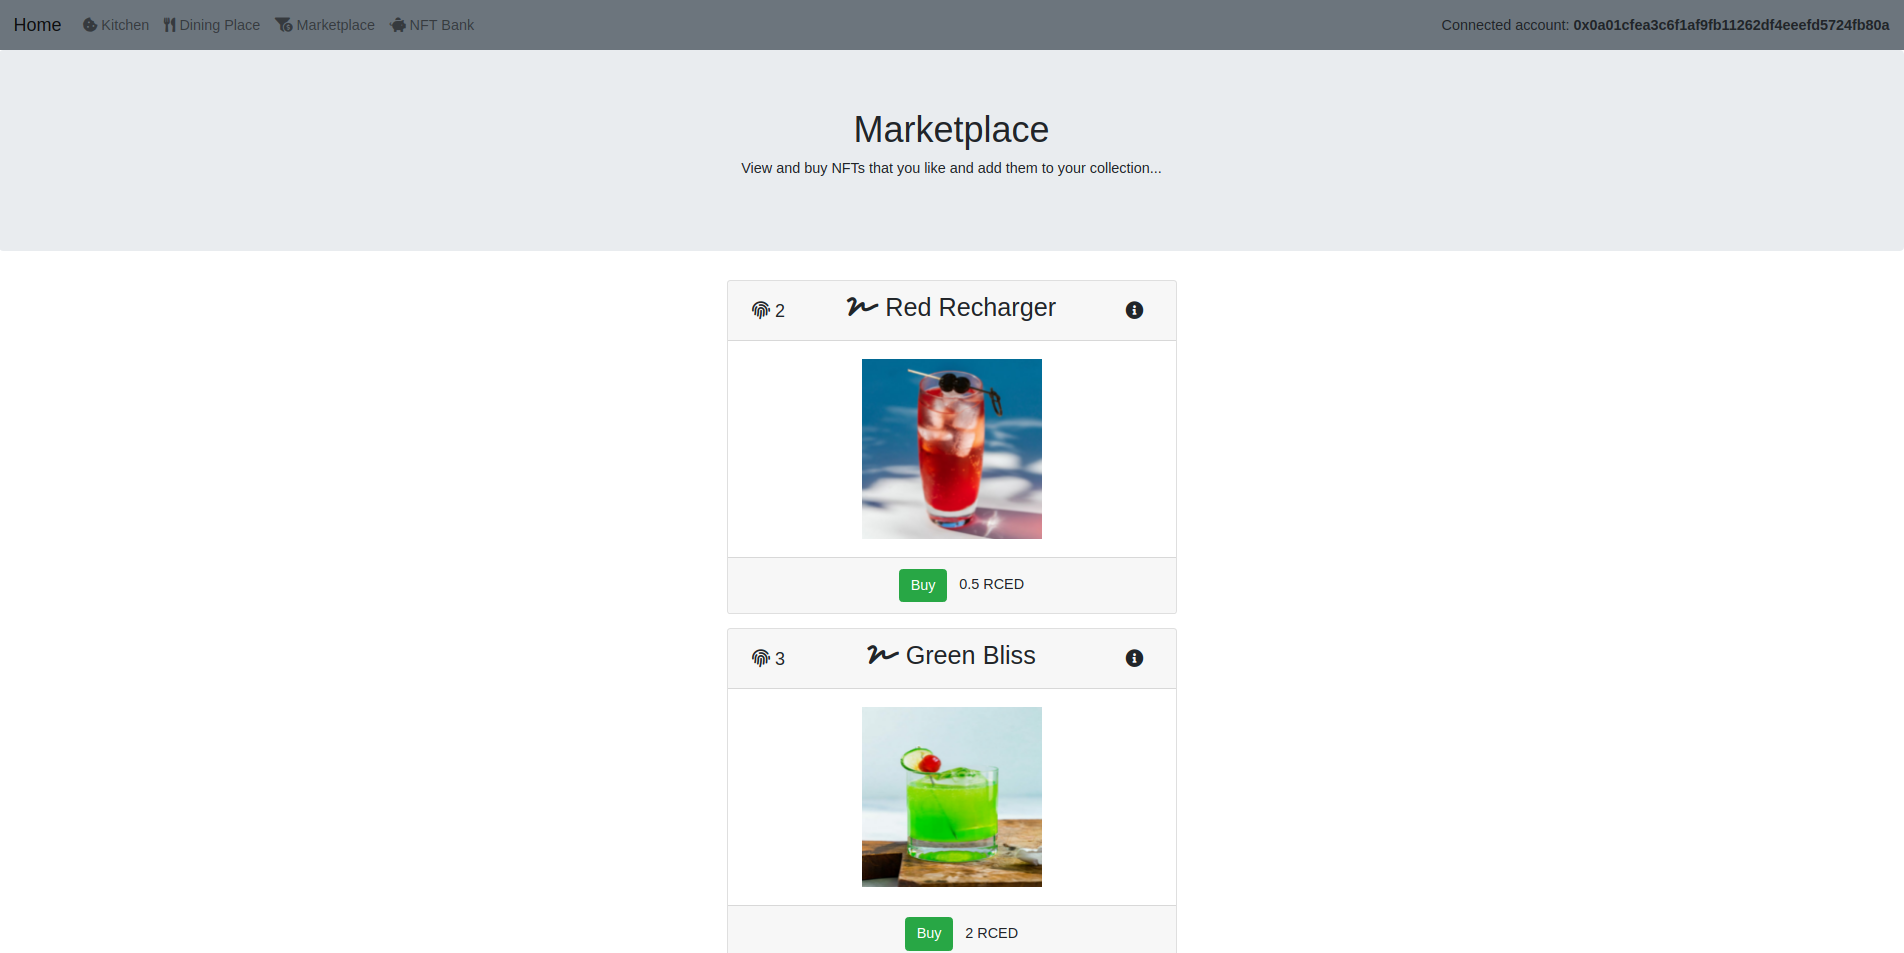 Home Kitchen Dining Place Marketplace NFT Bank Connected account: 0x0a01cfea3c6f1af9fb11262df4eeefd5724fb80a
Marketplace
View and buy NFTs that you like and add them to your collection...
2 Red Recharger
Buy 0.5 RCED
3 Green Bliss
Buy 2 RCED